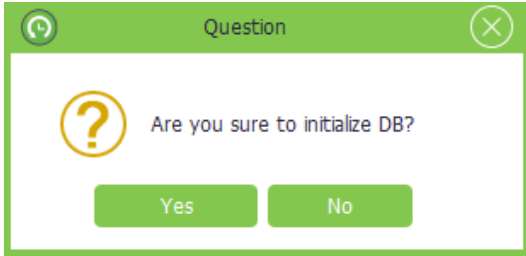 Question
Are you sure to initialize DB?
Yes
No